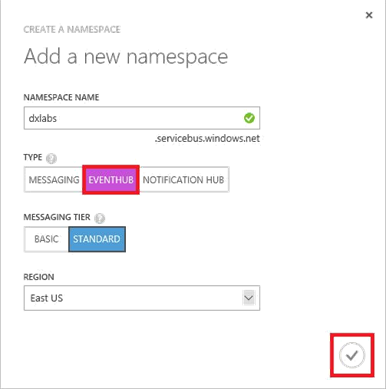 CREATE A NAMESPACE
Add a new namespace
NAMESPACE NAME
dxlabs
.servicebus.windows.net
TYPE ?
MESSAGING EVENTHUB NOTIFICATION HUB
MESSAGING TIER ?
BASIC STANDARD
REGION
East US